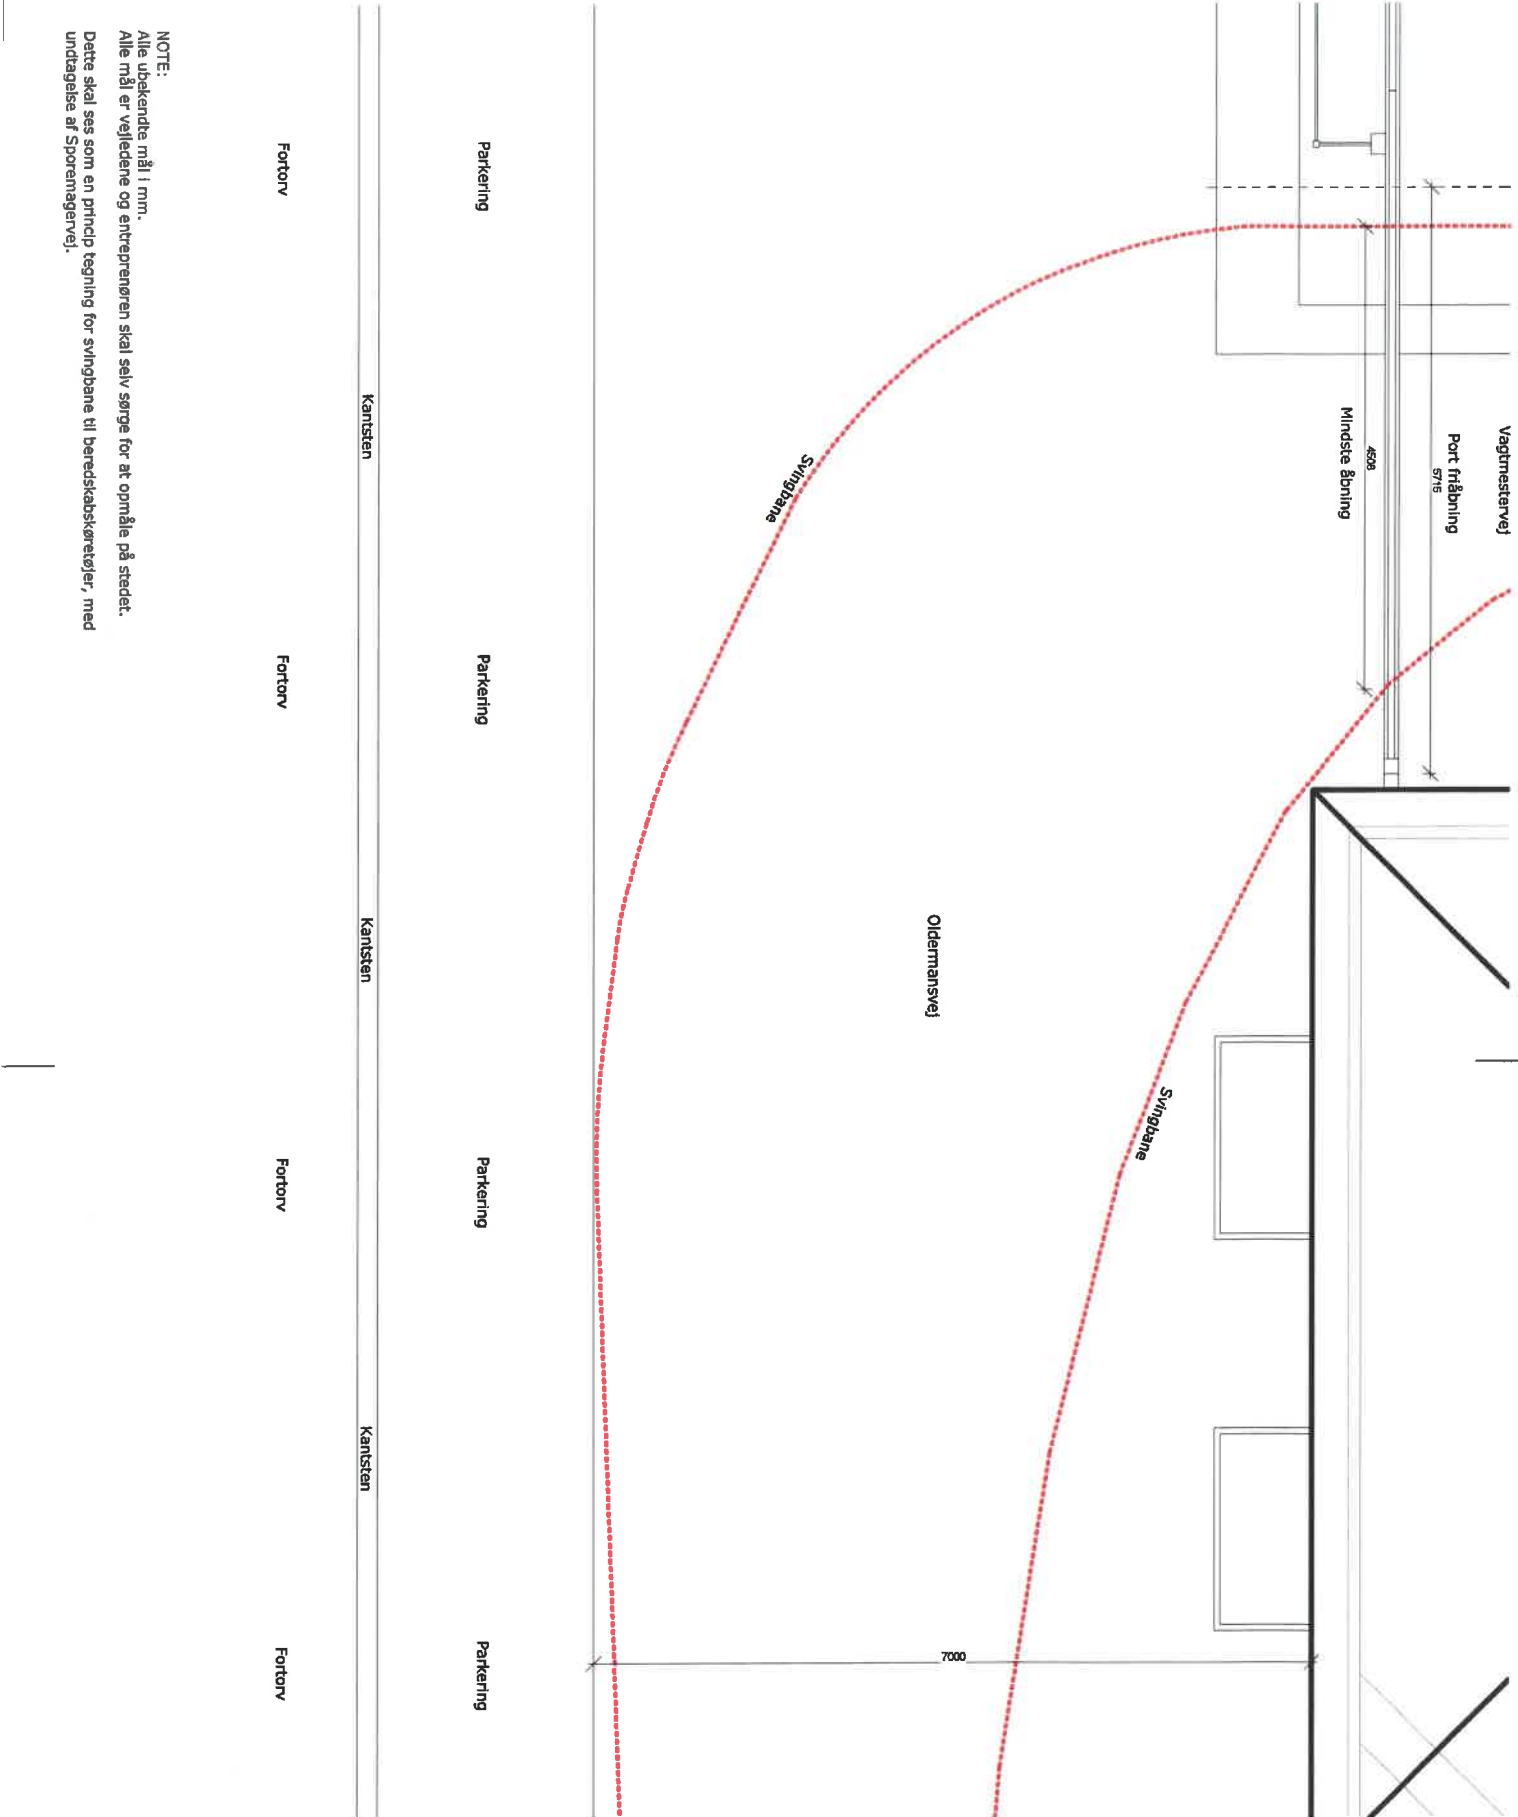 Vagtmestervej
Port friåbning
5715
4508
Mindste åbning
Svingbane
Oldermansvej
Svingbane
7000
Parkering
Parkering
Parkering
Parkering
Kantsten
Kantsten
Kantsten
Fortorv
Fortorv
Fortorv
Fortorv
NOTE:
Alle ubekendte mål i mm.
Alle mål er vejledene og entreprenøren skal selv sørge for at opmåle på stedet.
Dette skal ses som en princip tegning for svingbane til beredskabskøretøjer, med
undtagelse af Sporemagervej.